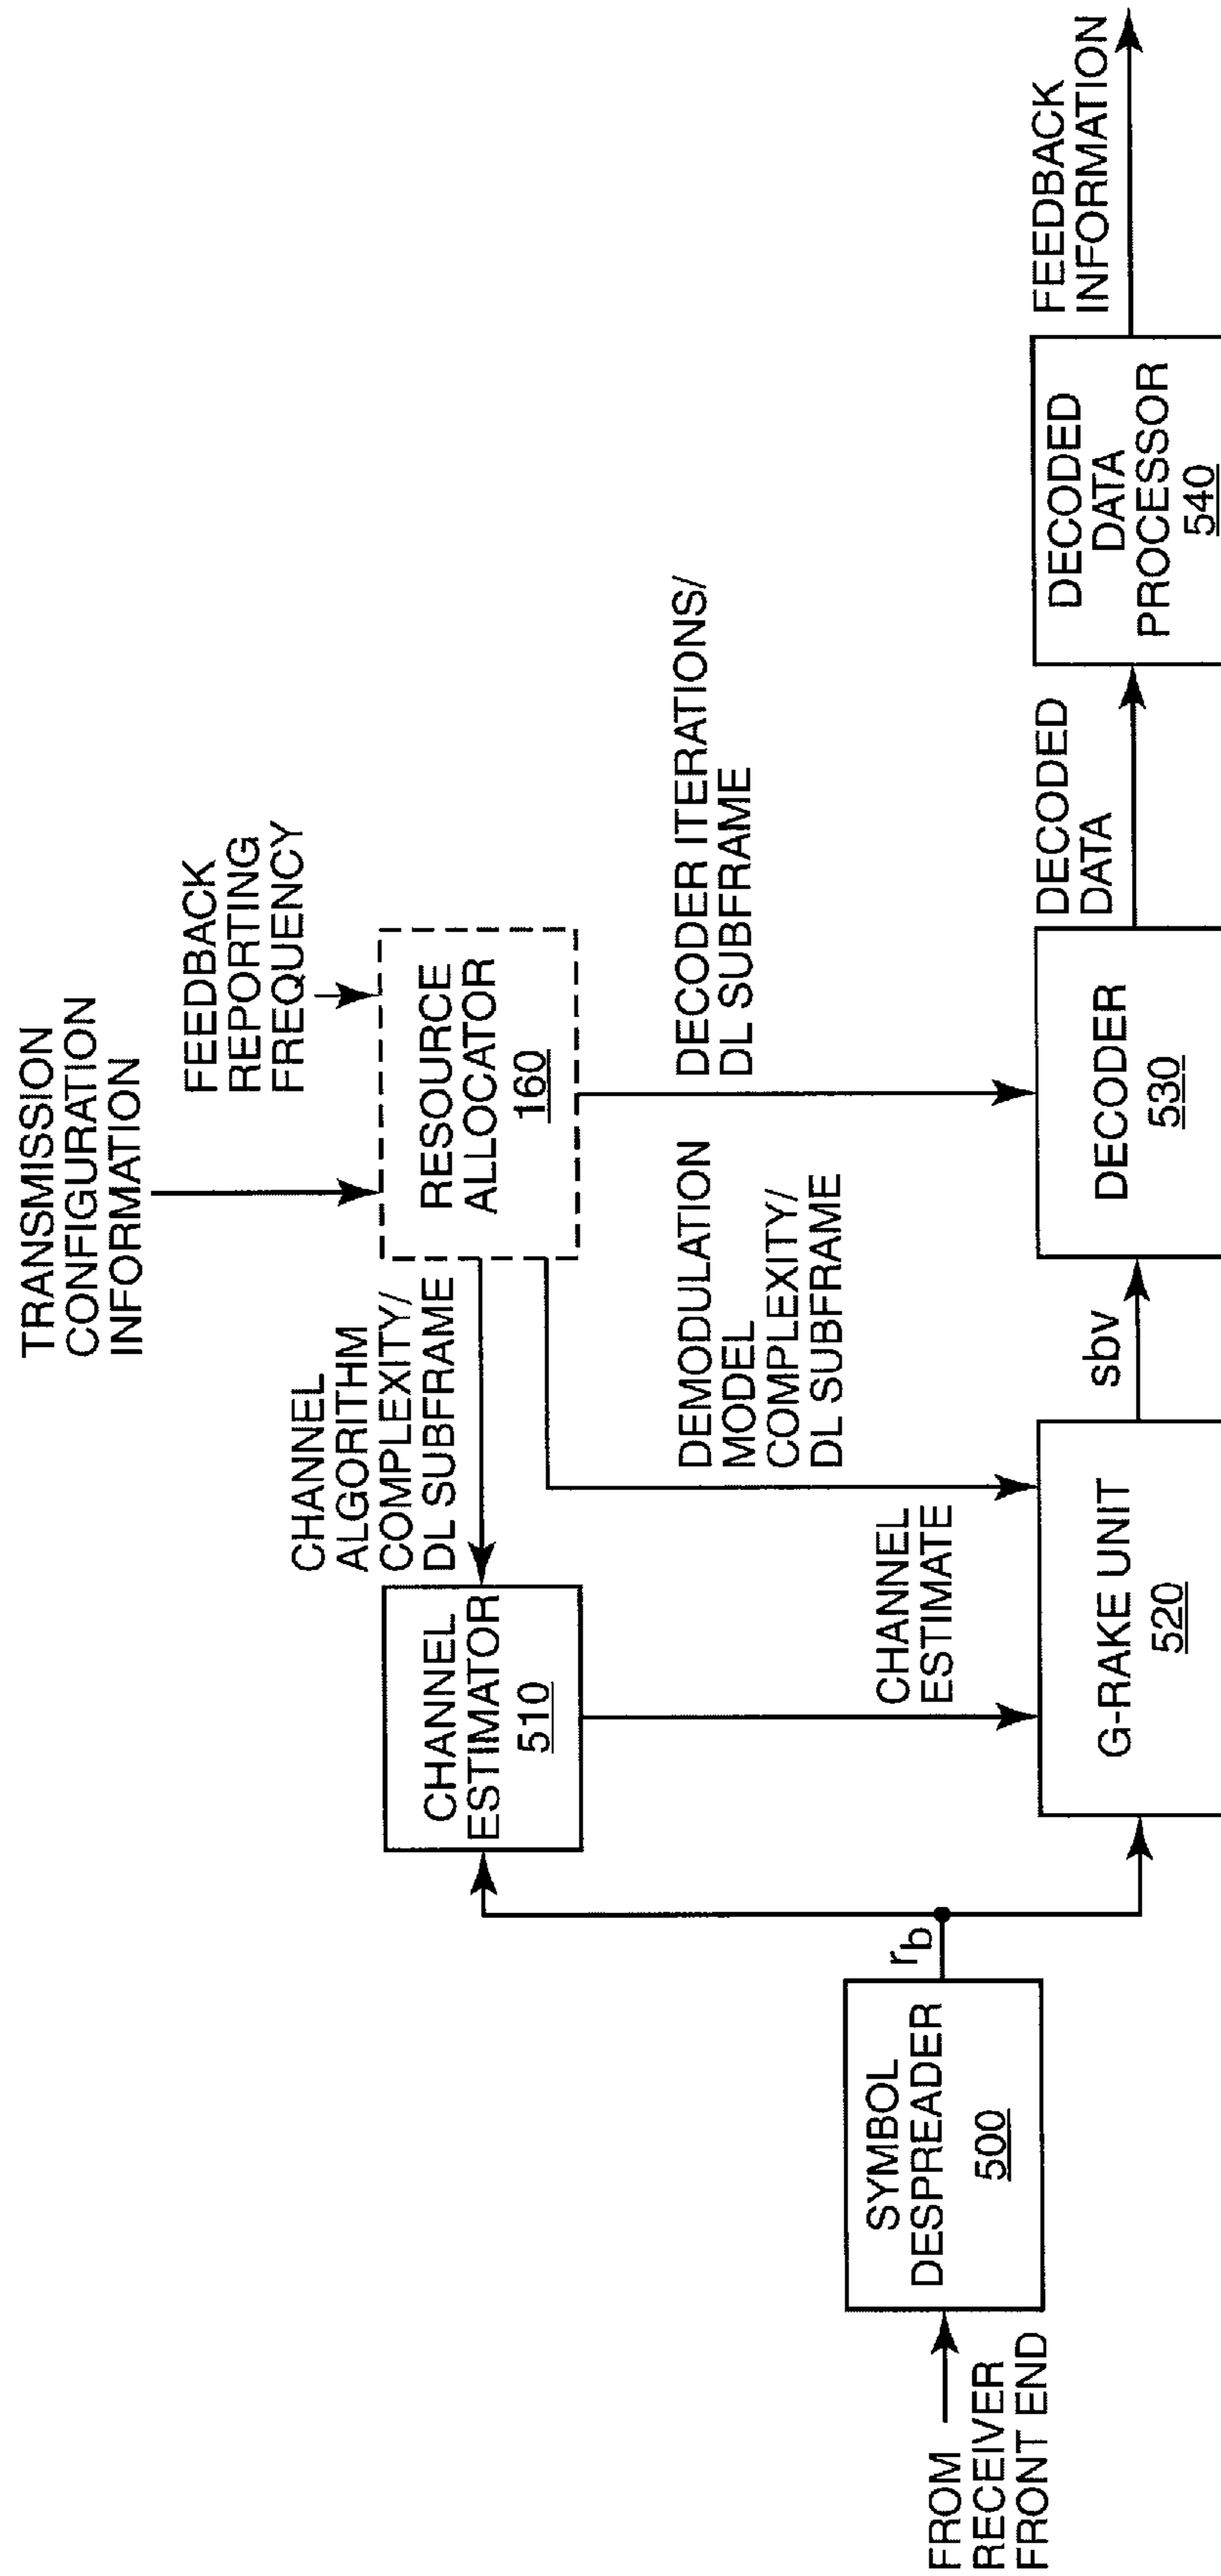 TRANSMISSION
CONFIGURATION
INFORMATION
FEEDBACK
REPORTING
FREQUENCY
CHANNEL
ALGORITHM
COMPLEXITY/
DL SUBFRAME
RESOURCE
ALLOCATOR
160
CHANNEL
ESTIMATOR
510
DEMODULATION
MODEL
COMPLEXITY/
DL SUBFRAME
DECODER ITERATIONS/
DL SUBFRAME
CHANNEL
ESTIMATE
FROM
RECEIVER
FRONT END
SYMBOL
DESPREADER
500
rb
G-RAKE UNIT
520
sbv
DECODER
530
DECODED
DATA
DECODED
DATA
PROCESSOR
540
FEEDBACK
INFORMATION